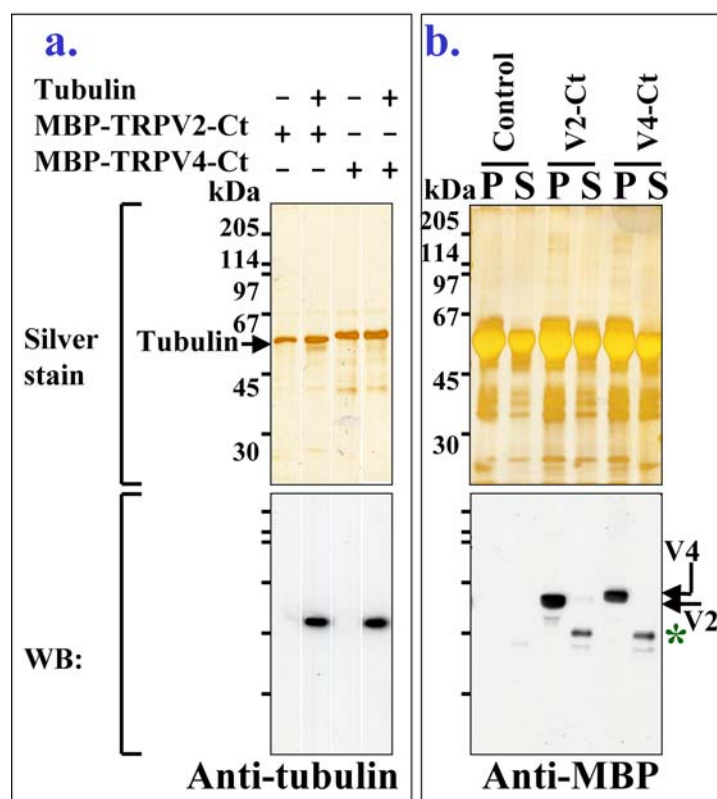 a.
Tubulin – + – +
MBP-TRPV2-Ct + + – –
MBP-TRPV4-Ct – – + +
kDa
205
114
97
67
45
30
Silver
stain
Tubulin
WB:
Anti-tubulin
b.
Control
V2-Ct
V4-Ct
P S P S P S
kDa
205
114
97
67
45
30
V4
V2
*
Anti-MBP